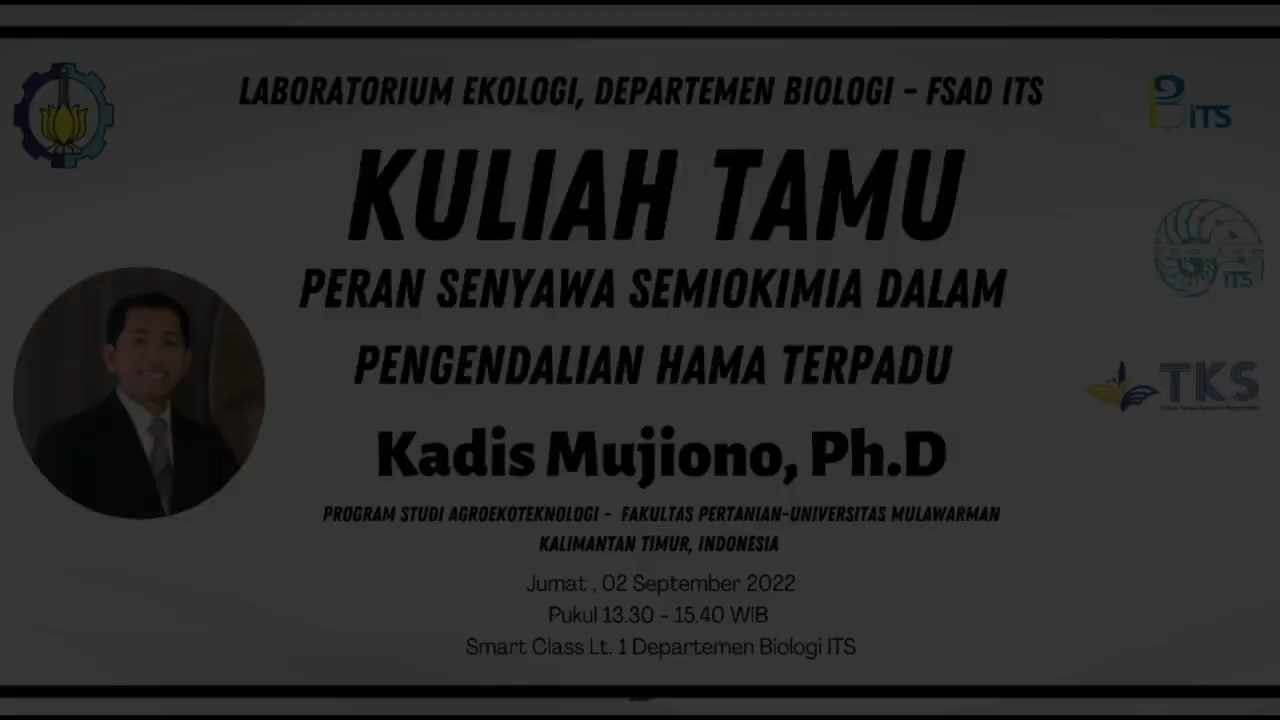 LABORATORIUM EKOLOGI, DEPARTEMEN BIOLOGI - FSAD ITS
ITS
KULIAH TAMU
PERAN SENYAWA SEMIOKIMIA DALAM
ITS
PENGENDALIAN HAMA TERPADU
TKS
Kadis Mujiono, Ph.D
PROGRAM STUDI AGROEKOTEKNOLOGI - FAKULTAS PERTANIAN-UNIVERSITAS MULAWARMAN
KALIMANTAN TIMUR, INDONESIA
Jumat , 02 September 2022
Pukul 13.30 - 15.40 WIB
Smart Class Lt. 1 Departemen Biologi ITS